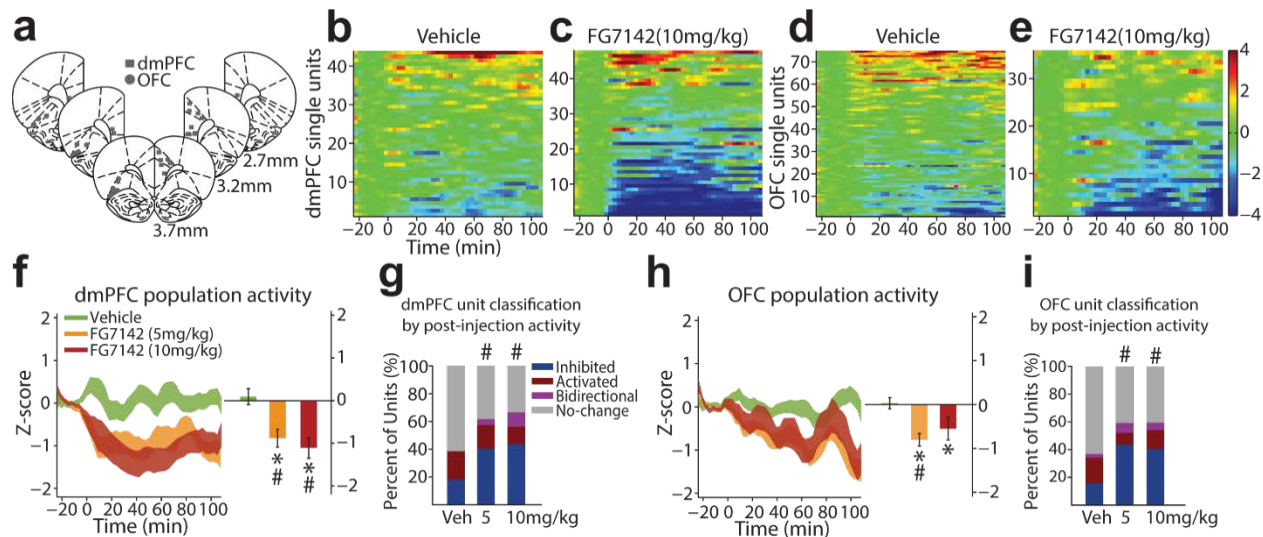 a
dmPFC
OFC
2.7mm
3.2mm
3.7mm
b
Vehicle
dmPFC single units
40
30
20
10
−20 0 20 40 60 80 100
Time (min)
c
FG7142(10mg/kg)
40
30
20
10
−20 0 20 40 60 80 100
d
Vehicle
OFC single units
70
60
50
40
30
20
10
−20 0 20 40 60 80 100
e
FG7142(10mg/kg)
30
20
10
−20 0 20 40 60 80 100
4
2
0
−2
−4
f
dmPFC population activity
Vehicle
FG7142 (5mg/kg)
FG7142 (10mg/kg)
Z-score
2
1
0
-1
-2
-20 0 20 40 60 80 100
Time (min)
2
1
0
-1
-2
* *
# #
g
dmPFC unit classification
by post-injection activity
# #
Percent of Units (%)
100
80
60
40
20
Veh 5 10mg/kg
Inhibited
Activated
Bidirectional
No-change
h
OFC population activity
Z-score
2
1
0
-1
-2
-20 0 20 40 60 80 100
Time (min)
2
1
0
-1
-2
* *
#
i
OFC unit classification
by post-injection activity
# #
Percent of Units (%)
100
80
60
40
20
Veh 5 10mg/kg